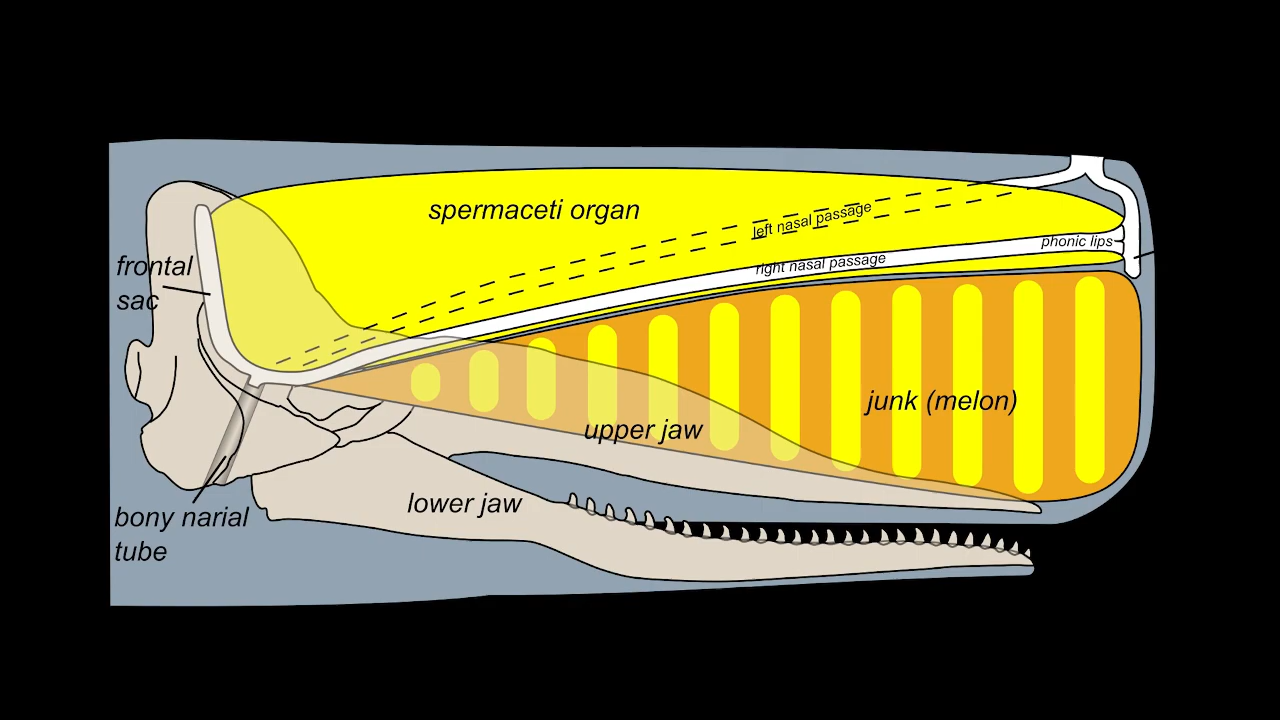 spermaceti organ
left nasal passage
phonic lips
right nasal passage
frontal
sac
junk (melon)
upper jaw
lower jaw
bony narial
tube